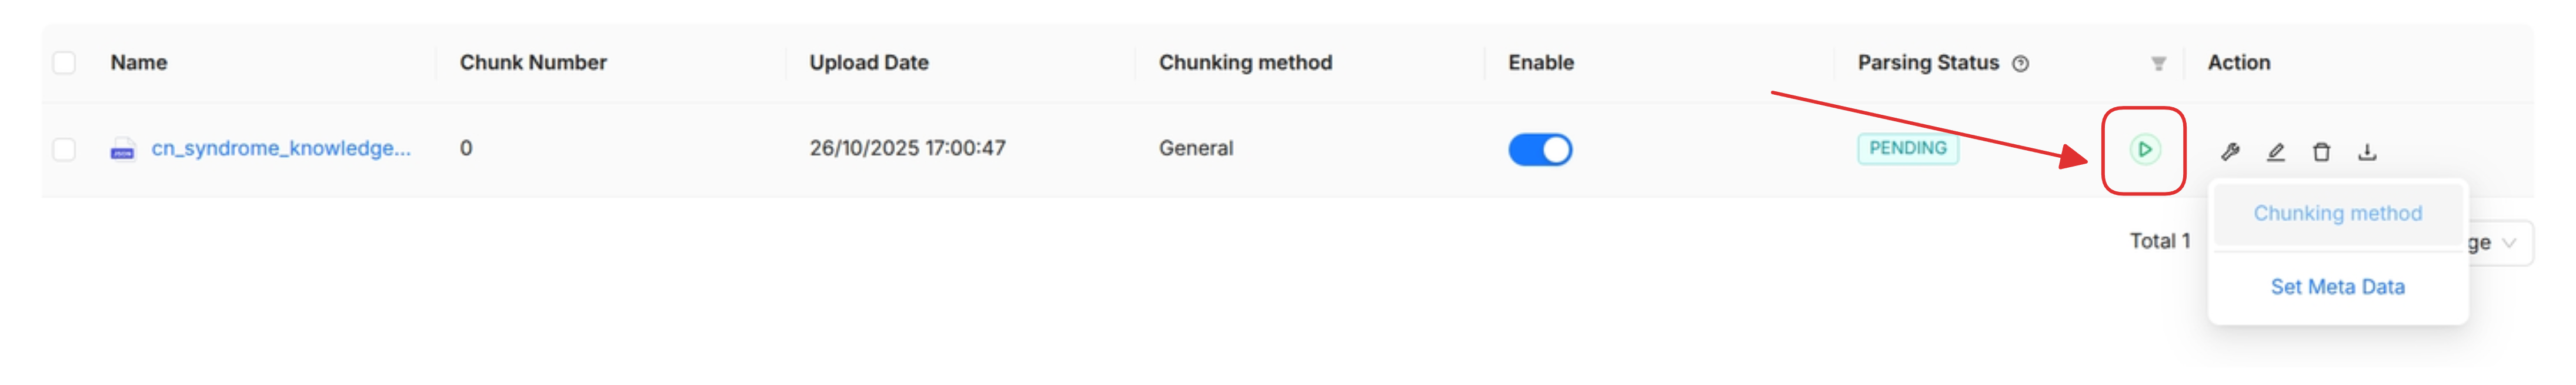 Name Chunk Number Upload Date Chunking method Enable Parsing Status Action
cn_syndrome_knowledge... 0 26/10/2025 17:00:47 General PENDING
Chunking method
Total 1 ge
Set Meta Data